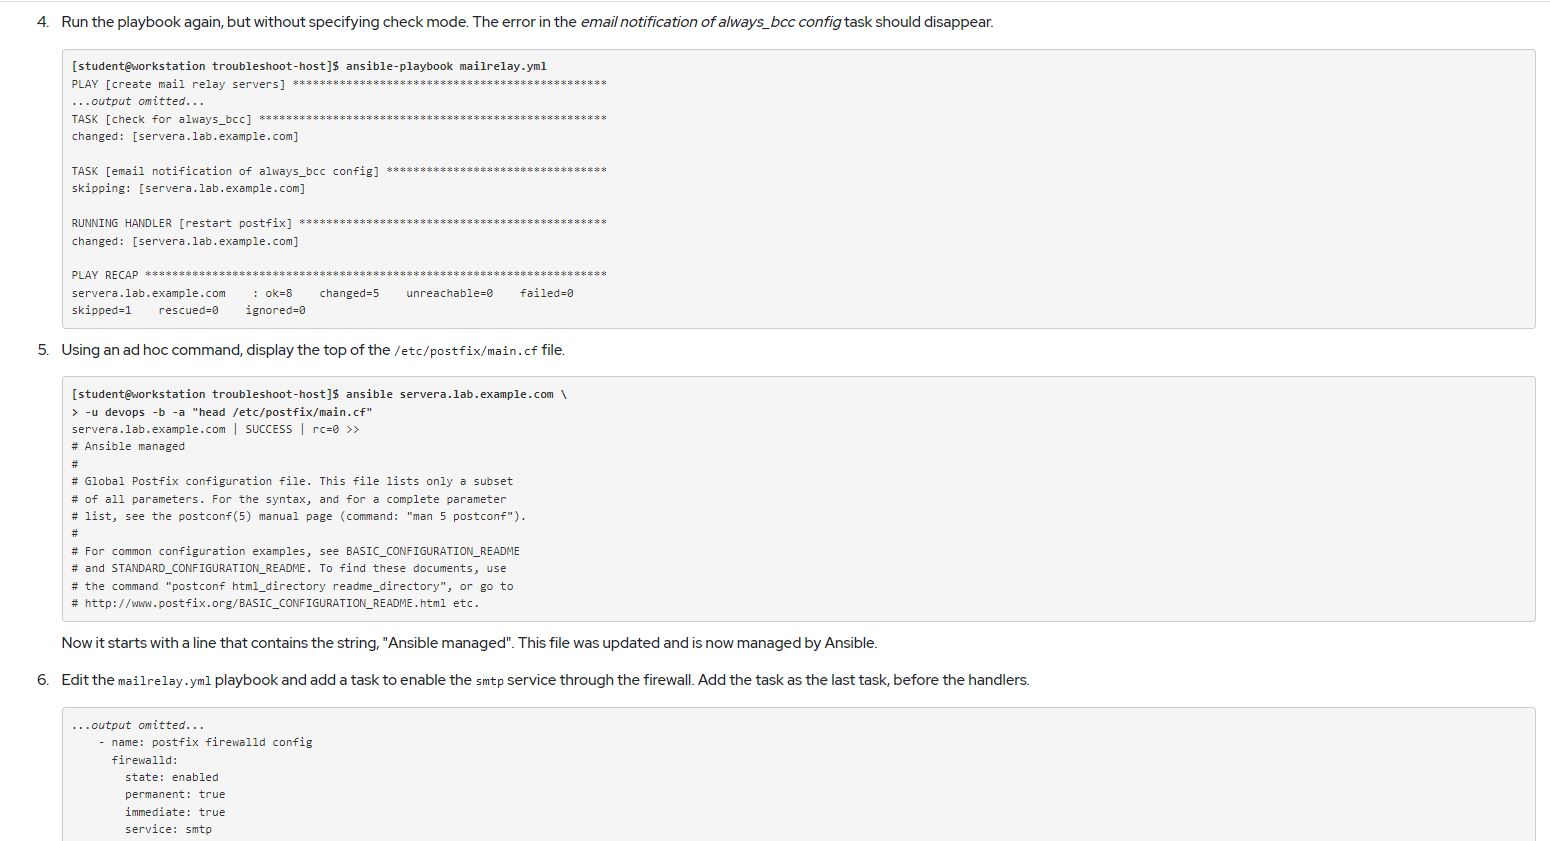 4. Run the playbook again, but without specifying check mode. The error in the email notification of always_bcc config task should disappear.
[student@workstation troubleshoot-host]$ ansible-playbook mailrelay.yml
PLAY [create mail relay servers] ***********************************************
...output omitted...
TASK [check for always_bcc] ****************************************************
changed: [servera.lab.example.com]
TASK [email notification of always_bcc config] *********************************
skipping: [servera.lab.example.com]
RUNNING HANDLER [restart postfix] **********************************************
changed: [servera.lab.example.com]
PLAY RECAP *********************************************************************
servera.lab.example.com    : ok=8    changed=5    unreachable=0    failed=0
skipped=1    rescued=0    ignored=0
5. Using an ad hoc command, display the top of the /etc/postfix/main.cf file.
[student@workstation troubleshoot-host]$ ansible servera.lab.example.com \
> -u devops -b -a "head /etc/postfix/main.cf"
servera.lab.example.com | SUCCESS | rc=0 >>
# Ansible managed
#
# Global Postfix configuration file. This file lists only a subset
# of all parameters. For the syntax, and for a complete parameter
# list, see the postconf(5) manual page (command: "man 5 postconf").
#
# For common configuration examples, see BASIC_CONFIGURATION_README
# and STANDARD_CONFIGURATION_README. To find these documents, use
# the command "postconf html_directory readme_directory", or go to
# http://www.postfix.org/BASIC_CONFIGURATION_README.html etc.
Now it starts with a line that contains the string, "Ansible managed". This file was updated and is now managed by Ansible.
6. Edit the mailrelay.yml playbook and add a task to enable the smtp service through the firewall. Add the task as the last task, before the handlers.
...output omitted...
    - name: postfix firewalld config
      firewalld:
        state: enabled
        permanent: true
        immediate: true
        service: smtp